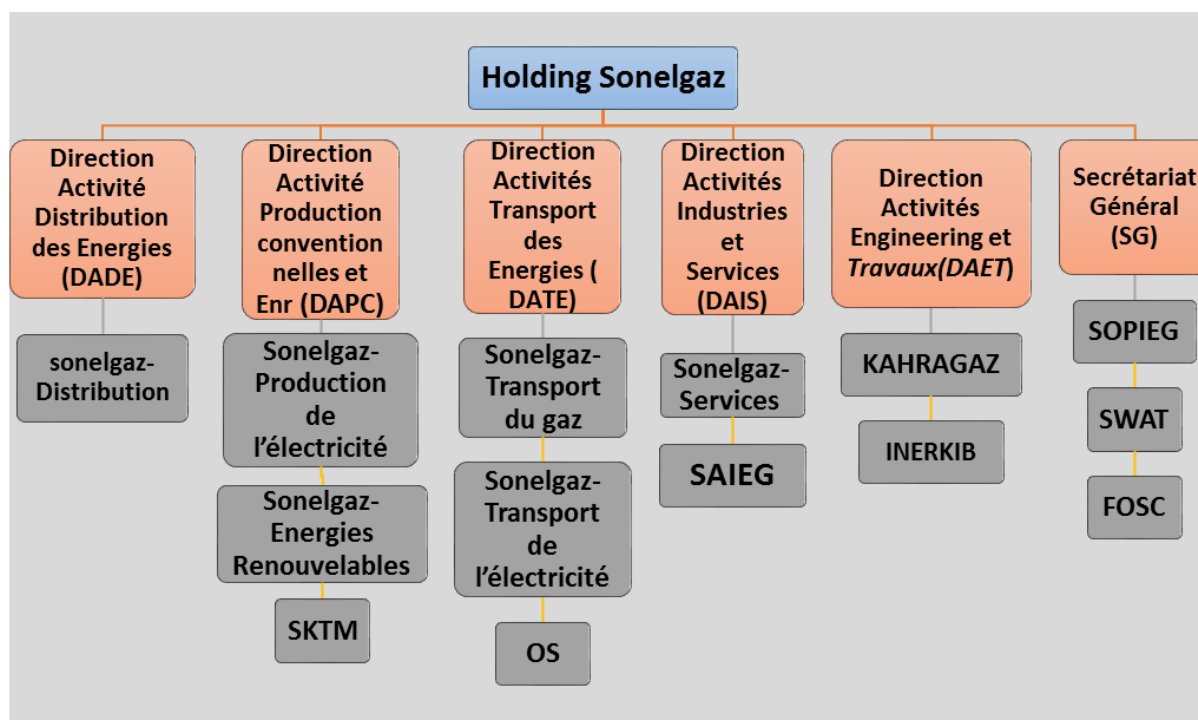 Holding Sonelgaz
Direction
Activité
Distribution
des Energies
(DADE)
sonelgaz-
Distribution
Direction
Activité
Production
convention
nelles et
Enr (DAPC)
Sonelgaz-
Production
de
l’électricité
Sonelgaz-
Energies
Renouvelables
SKTM
Direction
Activités
Transport
des
Energies (
DATE)
Sonelgaz-
Transport
du gaz
Sonelgaz-
Transport
de
l’électricité
OS
Direction
Activités
Industries
et
Services
(DAIS)
Sonelgaz-
Services
SAIEG
Direction
Activités
Engineering et
Travaux(DAET)
KAHRAGAZ
INERKIB
Secrétariat
Général
(SG)
SOPIEG
SWAT
FOSC